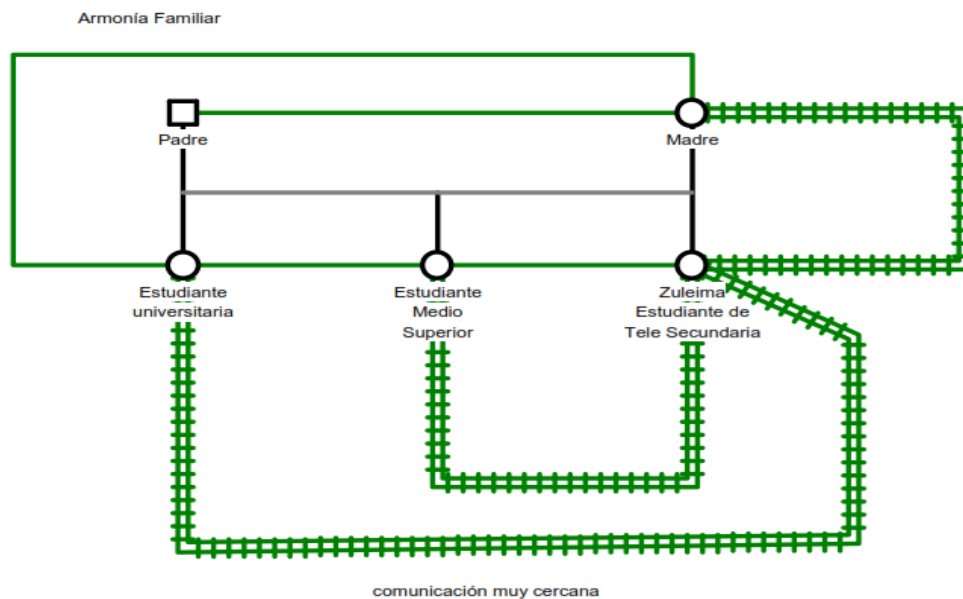 Armonía Familiar
Padre
Madre
Estudiante
universitaria
Estudiante
Medio
Superior
Zuleima
Estudiante de
Tele Secundaria
comunicación muy cercana